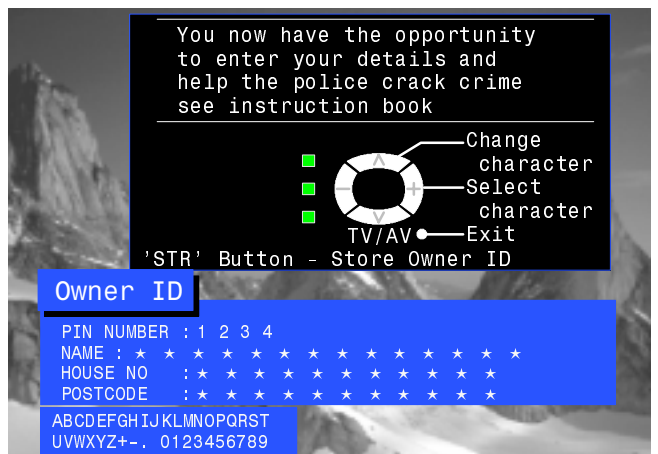 You now have the opportunity
to enter your details and
help the police crack crime
see instruction book
Change
character
Select
character
TV/AV Exit
'STR' Button - Store Owner ID
Owner ID
PIN NUMBER :1 2 3 4
NAME : ★ ★ ★ ★ ★ ★ ★ ★ ★ ★ ★ ★ ★ ★
HOUSE NO :★ ★ ★ ★ ★ ★ ★ ★ ★ ★ ★
POSTCODE :★ ★ ★ ★ ★ ★ ★ ★ ★ ★ ★
ABCDEFGHIJKLMNOPQRST
UVWXYZ+-. 0123456789